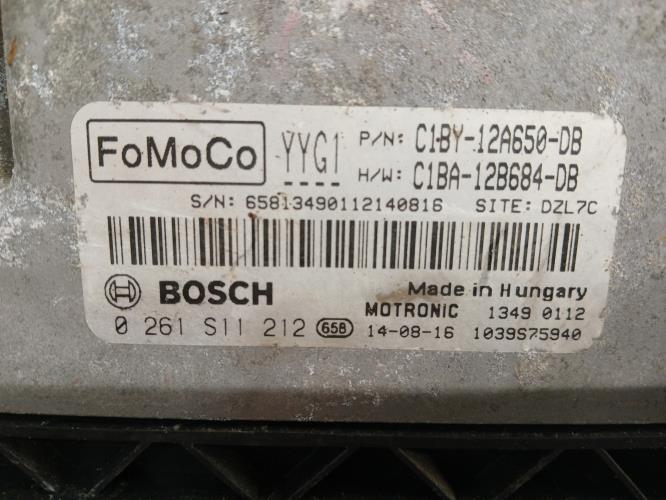 FoMoCo YYG1 P/N: C1BY-12A650-DB
H/W: C1BA-12B684-DB
S/N: 65813490112140816 SITE: DZL7C
BOSCH Made in Hungary
MOTRONIC 1349 0112
0 261 S11 212 658 14-08-16 1039S75940